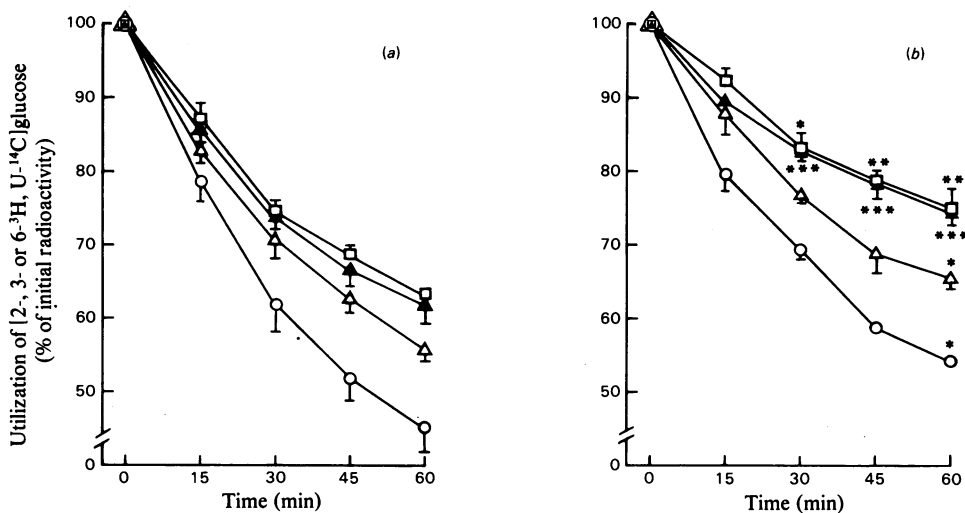 Utilization of [2-, 3- or 6-³H, U-¹⁴C]glucose
(% of initial radioactivity)
100
90
80
70
60
50
0
(a)
0 15 30 45 60
Time (min)
100
90
80
70
60
50
0
(b)
*
***
**
***
**
***
*
*
0 15 30 45 60
Time (min)